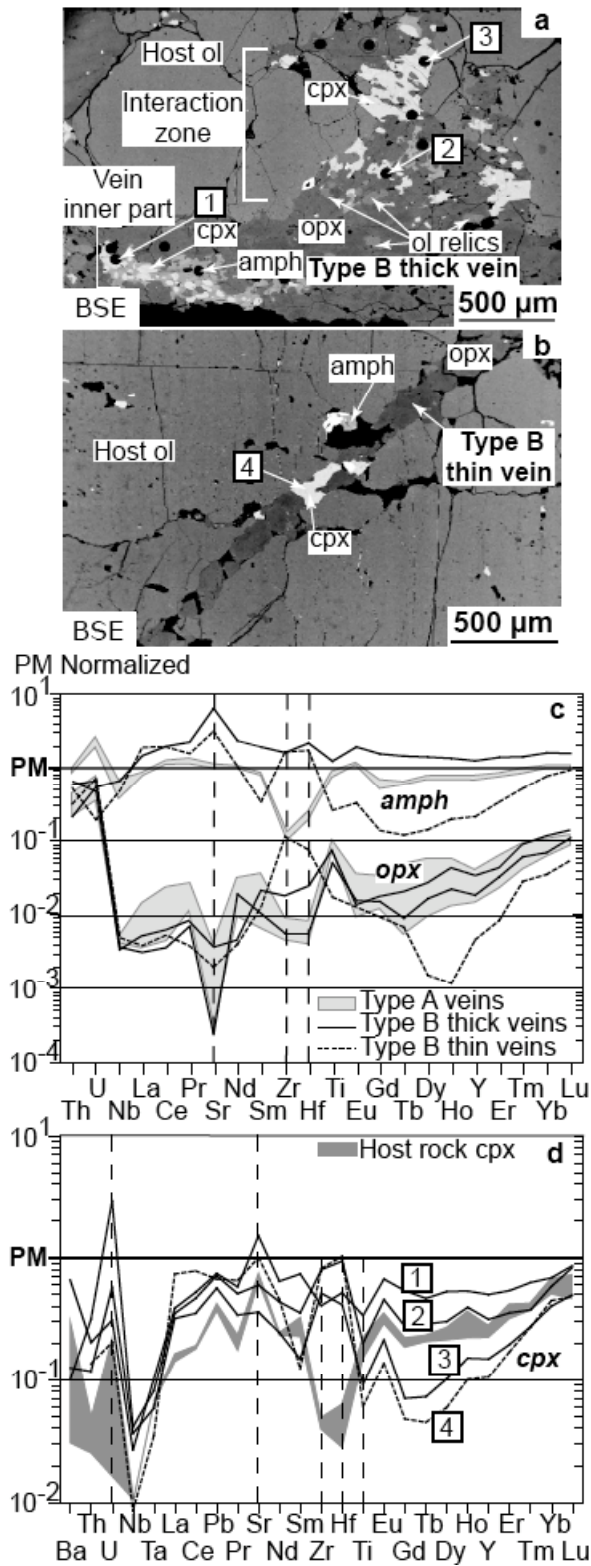 a
Host ol
3
Interaction
zone
cpx
2
Vein
inner part
1
cpx
opx
ol relics
amph
Type B thick vein
BSE
500 µm
b
amph
opx
Host ol
Type B
thin vein
4
cpx
BSE
500 µm
PM Normalized
10^1
c
PM
amph
10^-1
opx
10^-2
10^-3
Type A veins
Type B thick veins
Type B thin veins
10^-4
U La Pr Nd Zr Ti Gd Dy Y Tm Lu
Th Nb Ce Sr Sm Hf Eu Tb Ho Er Yb
10^1
Host rock cpx
d
PM
1
2
10^-1
3
cpx
4
10^-2
Th Nb La Pb Sr Sm Hf Eu Tb Ho Er Yb
Ba U Ta Ce Pr Nd Zr Ti Gd Dy Y Tm Lu